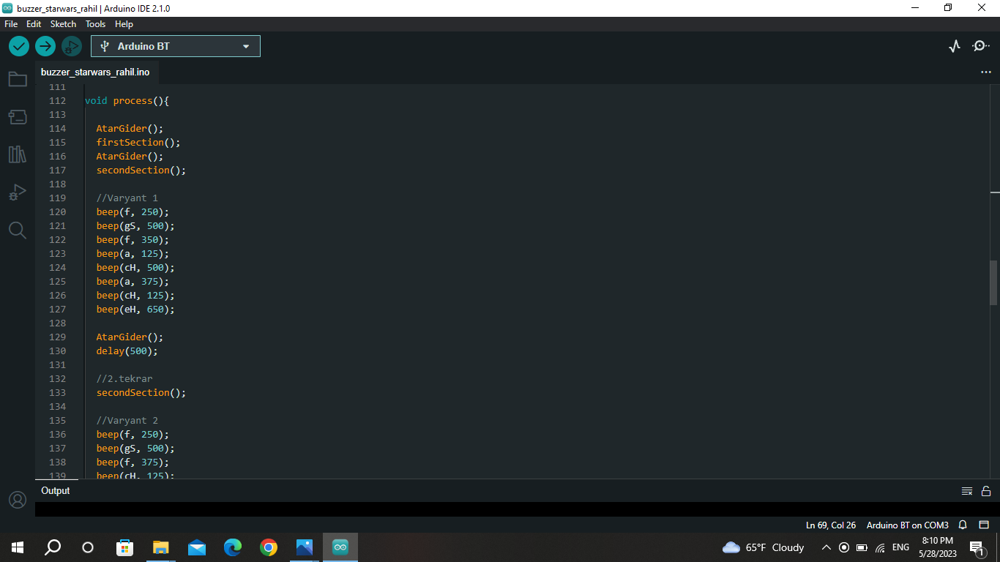 buzzer_starwars_rahil | Arduino IDE 2.1.0
File Edit Sketch Tools Help
Arduino BT
buzzer_starwars_rahil.ino
111
112 void process(){
113
114 AtarGider();
115 firstSection();
116 AtarGider();
117 secondSection();
118
119 //Varyant 1
120 beep(f, 250);
121 beep(gS, 500);
122 beep(f, 350);
123 beep(a, 125);
124 beep(cH, 500);
125 beep(a, 375);
126 beep(cH, 125);
127 beep(eH, 650);
128
129 AtarGider();
130 delay(500);
131
132 //2.tekrar
133 secondSection();
134
135 //Varyant 2
136 beep(f, 250);
137 beep(gS, 500);
138 beep(f, 375);
139 beep(cH, 125);
Output
Ln 69, Col 26 Arduino BT on COM3
65°F Cloudy ENG 8:10 PM
5/28/2023 1